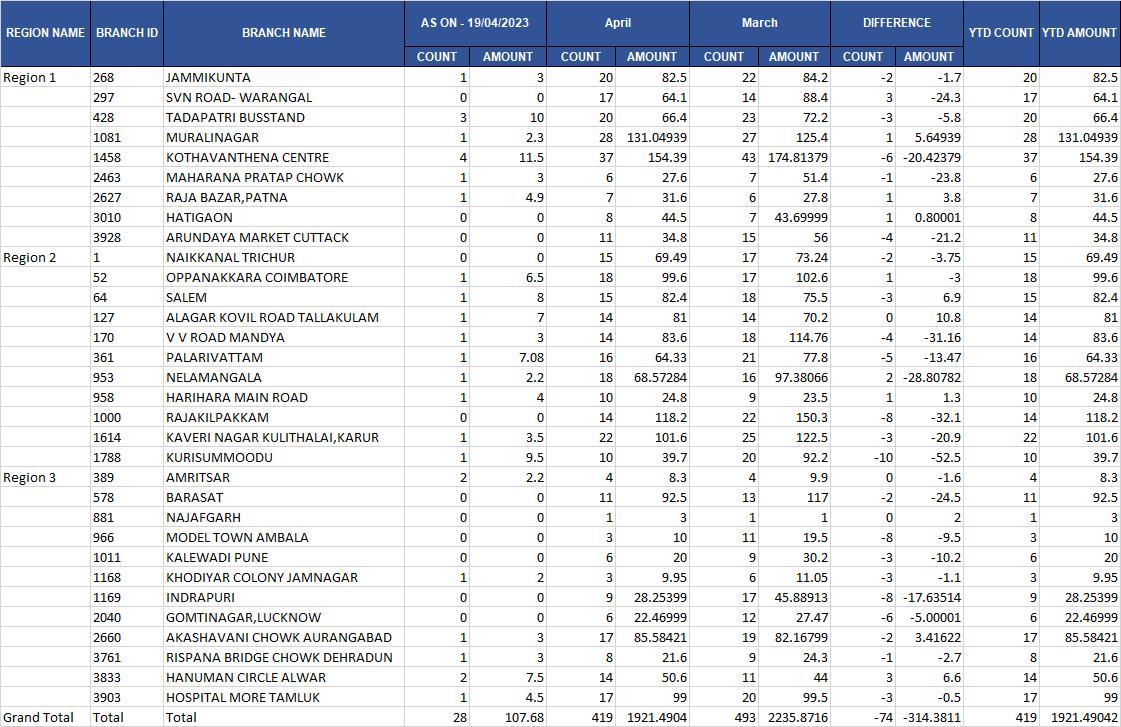 REGION NAME BRANCH ID BRANCH NAME AS ON - 19/04/2023 April March DIFFERENCE YTD COUNT YTD AMOUNT
COUNT AMOUNT COUNT AMOUNT COUNT AMOUNT COUNT AMOUNT
Region 1 268 JAMMIKUNTA 1 3 20 82.5 22 84.2 -2 -1.7 20 82.5
297 SVN ROAD- WARANGAL 0 0 17 64.1 14 88.4 3 -24.3 17 64.1
428 TADAPATRI BUSSTAND 3 10 20 66.4 23 72.2 -3 -5.8 20 66.4
1081 MURALINAGAR 1 2.3 28 131.04939 27 125.4 1 5.64939 28 131.04939
1458 KOTHAVANTHENA CENTRE 4 11.5 37 154.39 43 174.81379 -6 -20.42379 37 154.39
2463 MAHARANA PRATAP CHOWK 1 3 6 27.6 7 51.4 -1 -23.8 6 27.6
2627 RAJA BAZAR,PATNA 1 4.9 7 31.6 6 27.8 1 3.8 7 31.6
3010 HATIGAON 0 0 8 44.5 7 43.69999 1 0.80001 8 44.5
3928 ARUNDAYA MARKET CUTTACK 0 0 11 34.8 15 56 -4 -21.2 11 34.8
Region 2 1 NAIKKANAL TRICHUR 0 0 15 69.49 17 73.24 -2 -3.75 15 69.49
52 OPPANAKKARA COIMBATORE 1 6.5 18 99.6 17 102.6 1 -3 18 99.6
64 SALEM 1 8 15 82.4 18 75.5 -3 6.9 15 82.4
127 ALAGAR KOVIL ROAD TALLAKULAM 1 7 14 81 14 70.2 0 10.8 14 81
170 V V ROAD MANDYA 1 3 14 83.6 18 114.76 -4 -31.16 14 83.6
361 PALARIVATTAM 1 7.08 16 64.33 21 77.8 -5 -13.47 16 64.33
953 NELAMANGALA 1 2.2 18 68.57284 16 97.38066 2 -28.80782 18 68.57284
958 HARIHARA MAIN ROAD 1 4 10 24.8 9 23.5 1 1.3 10 24.8
1000 RAJAKILPAKKAM 0 0 14 118.2 22 150.3 -8 -32.1 14 118.2
1614 KAVERI NAGAR KULITHALAI,KARUR 1 3.5 22 101.6 25 122.5 -3 -20.9 22 101.6
1788 KURISUMMOODU 1 9.5 10 39.7 20 92.2 -10 -52.5 10 39.7
Region 3 389 AMRITSAR 2 2.2 4 8.3 4 9.9 0 -1.6 4 8.3
578 BARASAT 0 0 11 92.5 13 117 -2 -24.5 11 92.5
881 NAJAFGARH 0 0 1 3 1 1 0 2 1 3
966 MODEL TOWN AMBALA 0 0 3 10 11 19.5 -8 -9.5 3 10
1011 KALEWADI PUNE 0 0 6 20 9 30.2 -3 -10.2 6 20
1168 KHODIYAR COLONY JAMNAGAR 1 2 3 9.95 6 11.05 -3 -1.1 3 9.95
1169 INDRAPURI 0 0 9 28.25399 17 45.88913 -8 -17.63514 9 28.25399
2040 GOMTINAGAR,LUCKNOW 0 0 6 22.46999 12 27.47 -6 -5.00001 6 22.46999
2660 AKASHAVANI CHOWK AURANGABAD 1 3 17 85.58421 19 82.16799 -2 3.41622 17 85.58421
3761 RISPANA BRIDGE CHOWK DEHRADUN 1 3 8 21.6 9 24.3 -1 -2.7 8 21.6
3833 HANUMAN CIRCLE ALWAR 2 7.5 14 50.6 11 44 3 6.6 14 50.6
3903 HOSPITAL MORE TAMLUK 1 4.5 17 99 20 99.5 -3 -0.5 17 99
Grand Total Total Total 28 107.68 419 1921.4904 493 2235.8716 -74 -314.3811 419 1921.49042